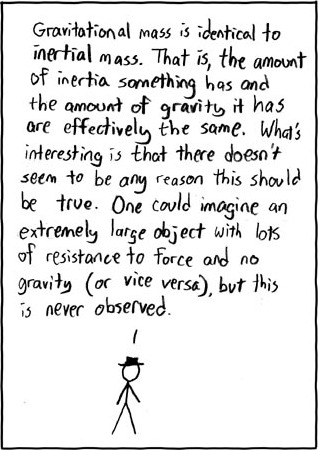 Gravitational mass is identical to
inertial mass. That is, the amount
of inertia something has and
the amount of gravity it has
are effectively the same. What's
interesting is that there doesn't
seem to be any reason this should
be true. One could imagine an
extremely large object with lots
of resistance to force and no
gravity (or vice versa), but this
is never observed.